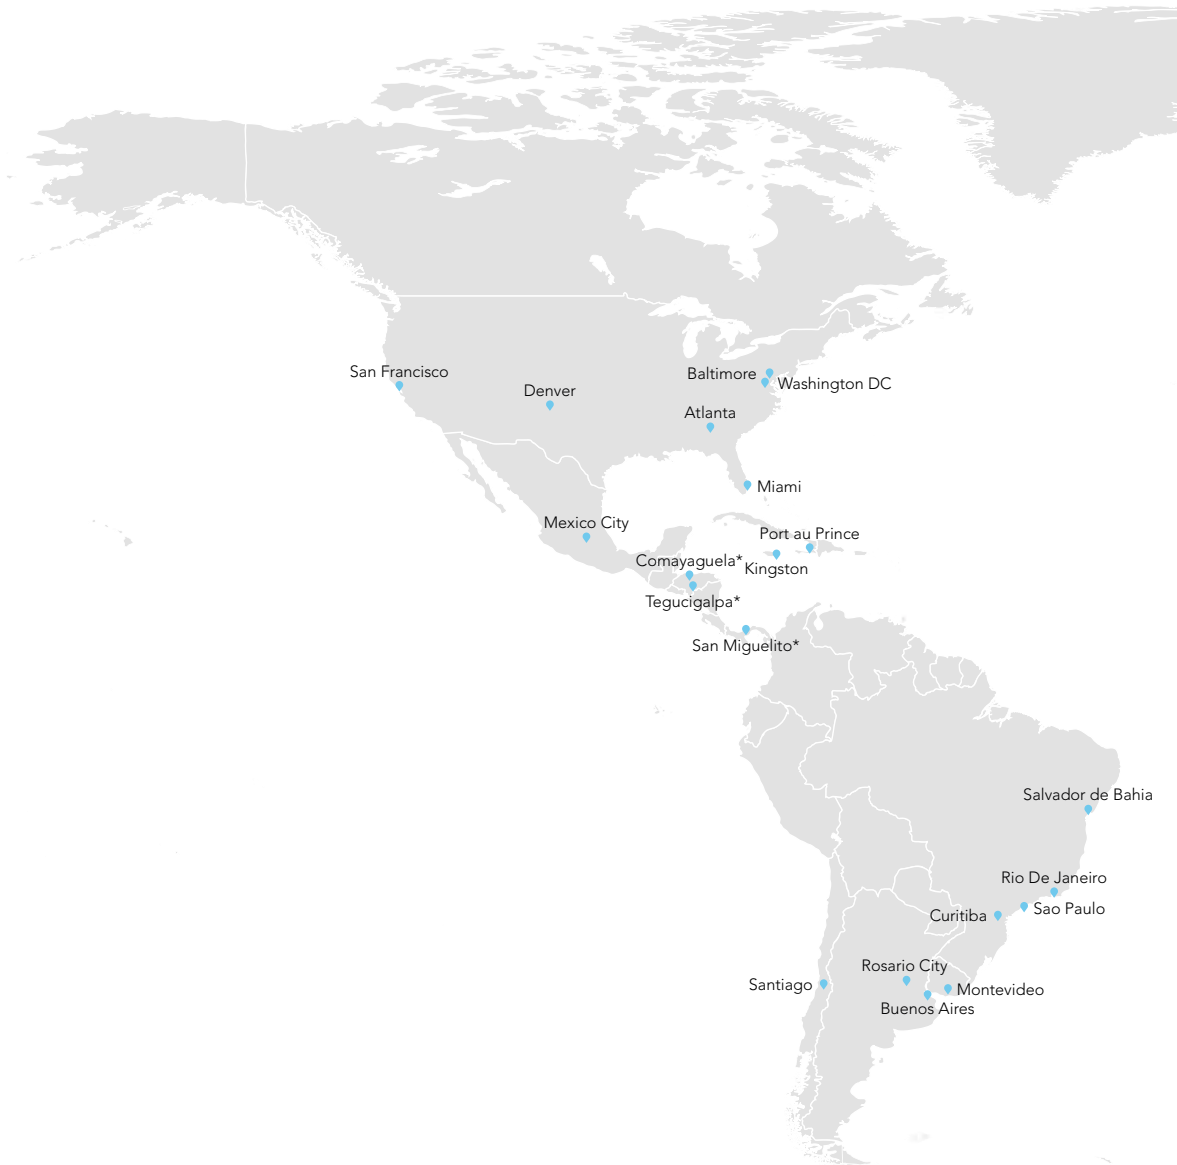 San Francisco
Baltimore
Washington DC
Denver
Atlanta
Miami
Mexico City
Port au Prince
Comayaguela*
Kingston
Tegucigalpa*
San Miguelito*
Salvador de Bahia
Rio De Janeiro
Sao Paulo
Curitiba
Rosario City
Santiago
Montevideo
Buenos Aires